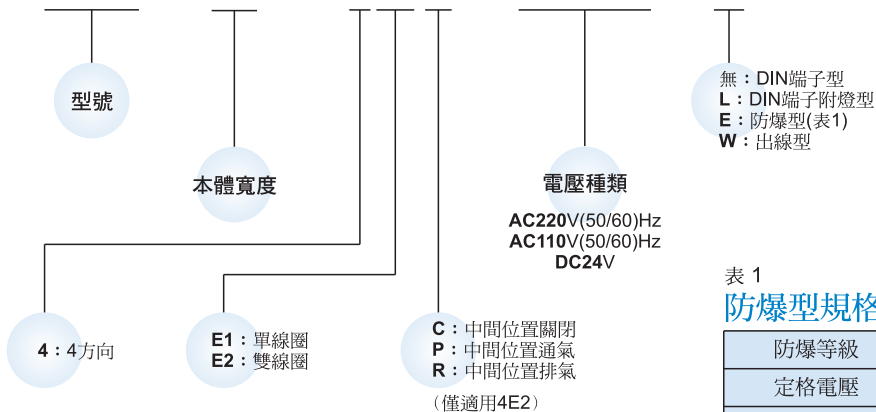 型號
本體寬度
電壓種類
AC220V(50/60)Hz
AC110V(50/60)Hz
DC24V
無：DIN端子型
L：DIN端子附燈型
E：防爆型(表1)
W：出線型
4：4方向
E1：單線圈
E2：雙線圈
C：中間位置關閉
P：中間位置通氣
R：中間位置排氣
（僅適用4E2）
表 1
防爆型規格
防爆等級
定格電壓